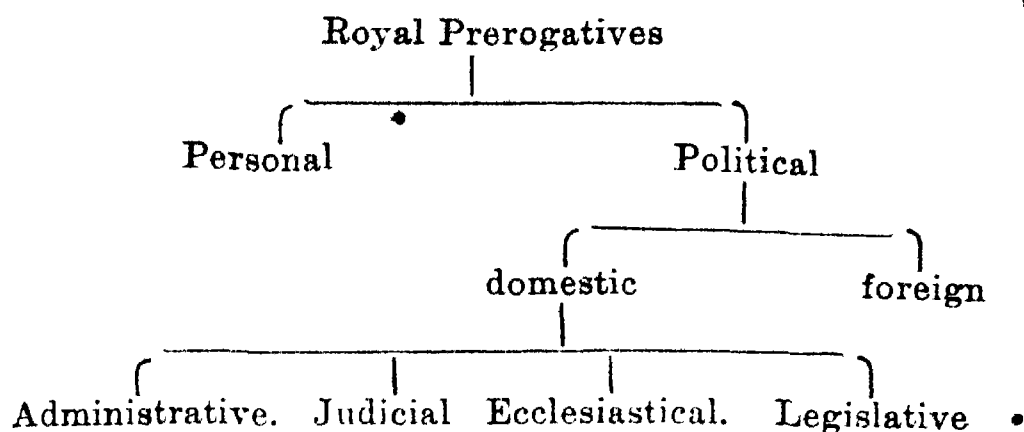 Royal Prerogatives
Personal Political
domestic foreign
Administrative. Judicial Ecclesiastical. Legislative